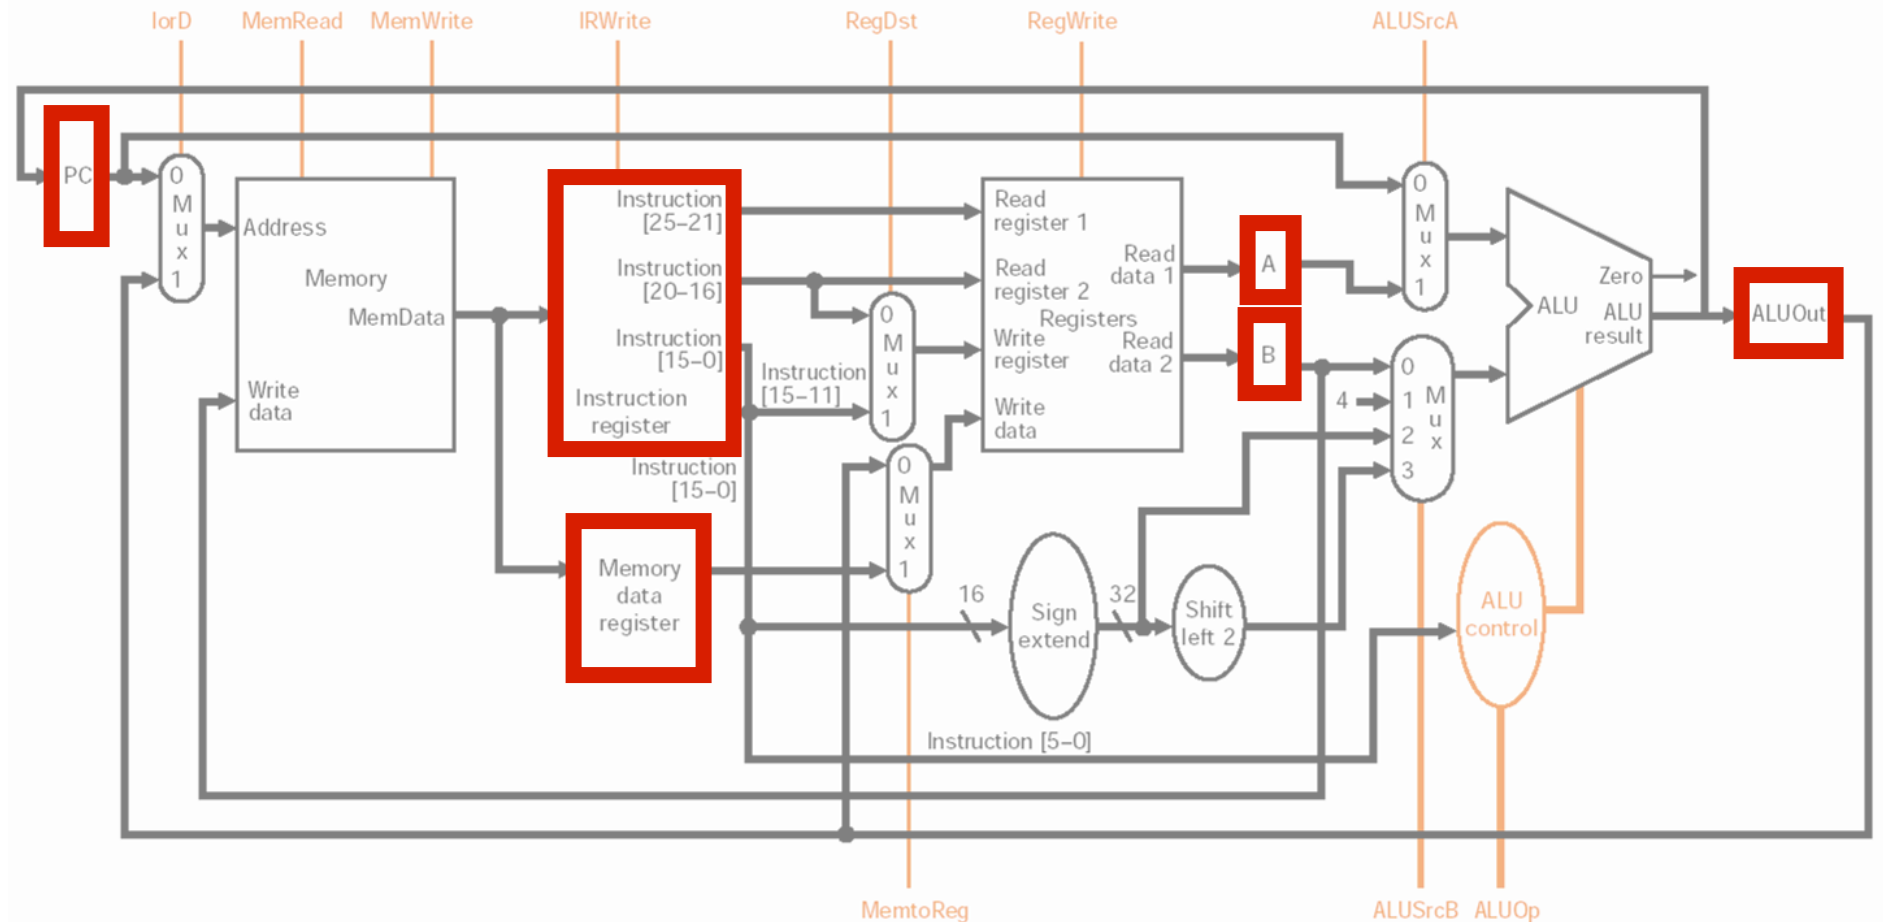 IorD
MemRead
MemWrite
IRWrite
RegDst
RegWrite
ALUSrcA
PC
0
M
u
x
1
Address
Memory
MemData
Write
data
Instruction
[25–21]
Instruction
[20–16]
Instruction
[15–0]
Instruction
register
Instruction
[15–0]
Instruction
[15–11]
Memory
data
register
0
M
u
x
1
0
M
u
x
1
Read
register 1
Read
register 2
Registers
Write
register
Write
data
Read
data 1
Read
data 2
A
B
4
0
M
u
x
1
0
1
2
3
M
u
x
Zero
ALU
ALU
result
ALUOut
16
Sign
extend
32
Shift
left 2
ALU
control
Instruction [5–0]
MemtoReg
ALUSrcB
ALUOp